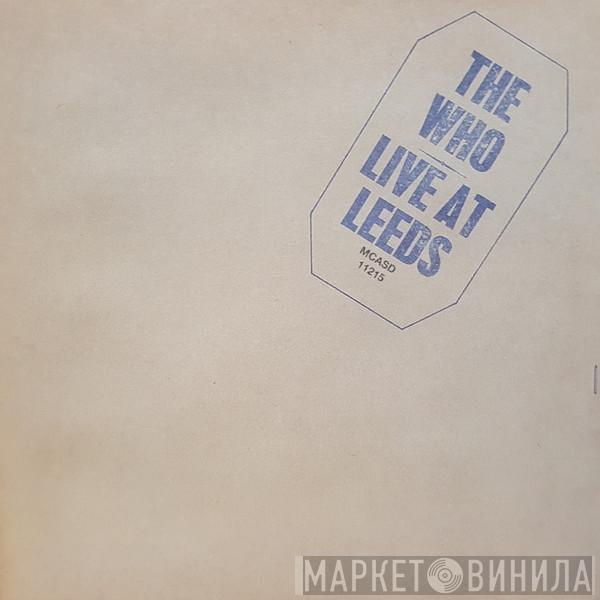 THE
WHO
LIVE AT
LEEDS
MCASD
11215
МАРКЕТ ВИНИЛА